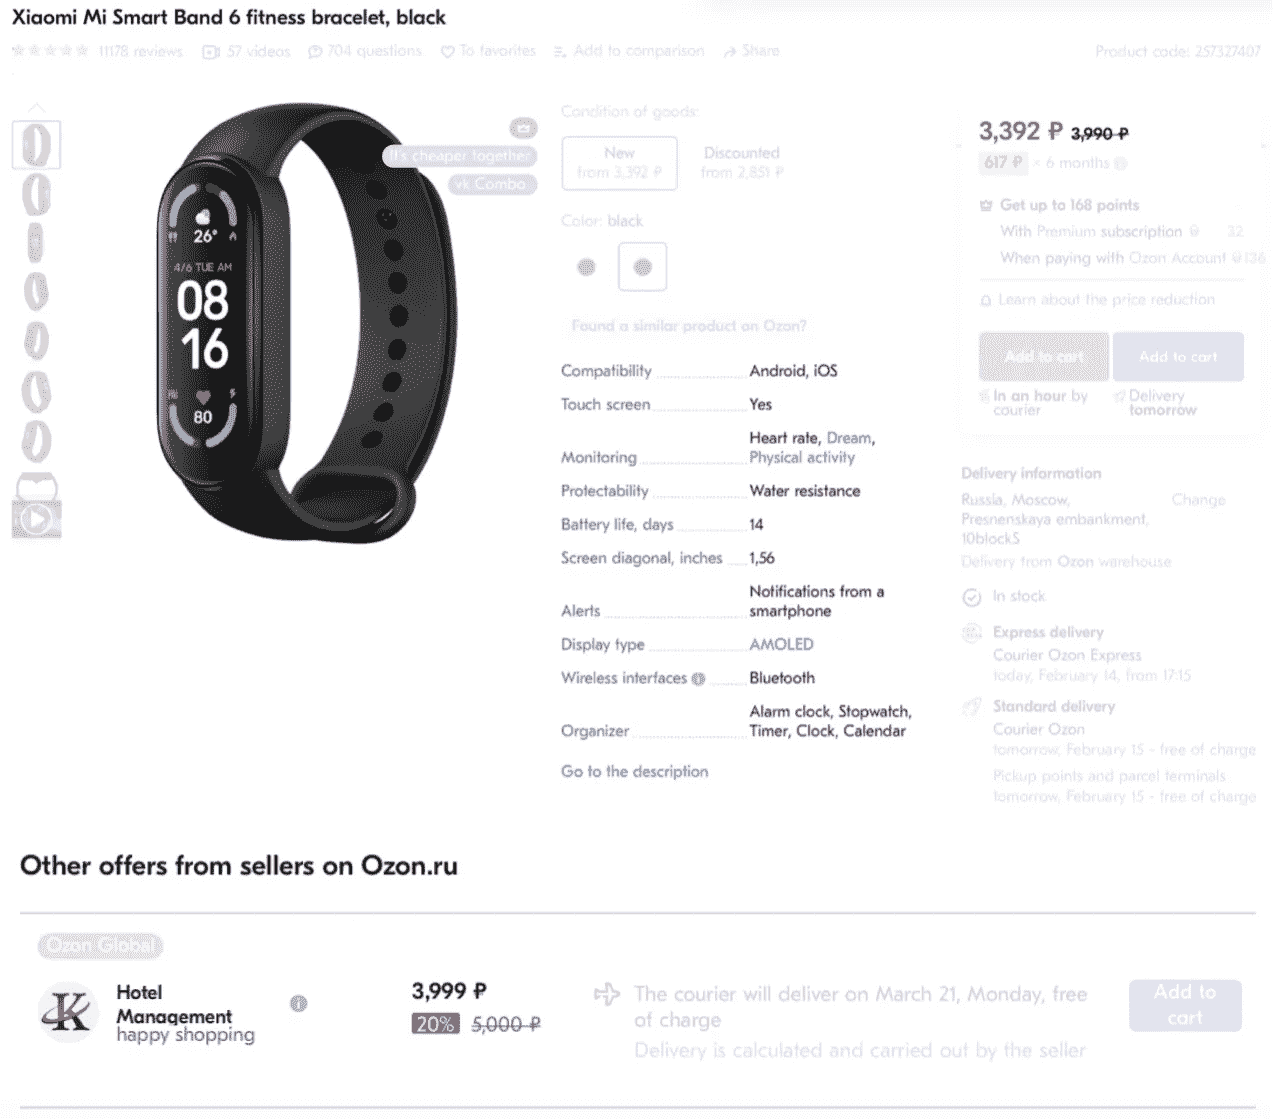 Xiaomi Mi Smart Band 6 fitness bracelet, black
11178 reviews 57 videos 704 questions To favorites Add to comparison Share
Product code: 257327407
It's cheaper together
vk Combo
26°
4/6 TUE AM
08
16
80
Condition of goods:
New
from 3,392 ₽
Discounted
from 2,851 ₽
Color: black
Found a similar product on Ozon?
Compatibility Android, iOS
Touch screen Yes
Monitoring Heart rate, Dream,
Physical activity
Protectability Water resistance
Battery life, days 14
Screen diagonal, inches 1,56
Alerts Notifications from a
smartphone
Display type AMOLED
Wireless interfaces Bluetooth
Organizer Alarm clock, Stopwatch,
Timer, Clock, Calendar
Go to the description
3,392 ₽ 3,990 ₽
617 ₽ × 6 months
Get up to 168 points
With Premium subscription 32
When paying with Ozon Account 136
Learn about the price reduction
Add to cart
Add to cart
In an hour by
courier
Delivery
tomorrow
Delivery information
Russia, Moscow,
Presnenskaya embankment,
10blockS
Change
Delivery from Ozon warehouse
In stock
Express delivery
Courier Ozon Express
today, February 14, from 17:15
Standard delivery
Courier Ozon
tomorrow, February 15 - free of charge
Pickup points and parcel terminals
tomorrow, February 15 - free of charge
Other offers from sellers on Ozon.ru
Ozon Global
K
Hotel
Management
happy shopping
3,999 ₽
20% 5,000 ₽
The courier will deliver on March 21, Monday, free
of charge
Delivery is calculated and carried out by the seller
Add to
cart